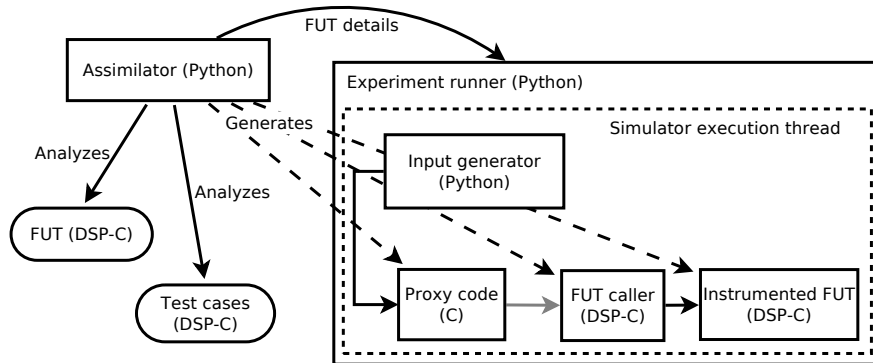 FUT details
Assimilator (Python)
Experiment runner (Python)
Generates
Simulator execution thread
Analyzes
Input generator
(Python)
Analyzes
FUT (DSP-C)
Test cases
(DSP-C)
Proxy code
(C)
FUT caller
(DSP-C)
Instrumented FUT
(DSP-C)